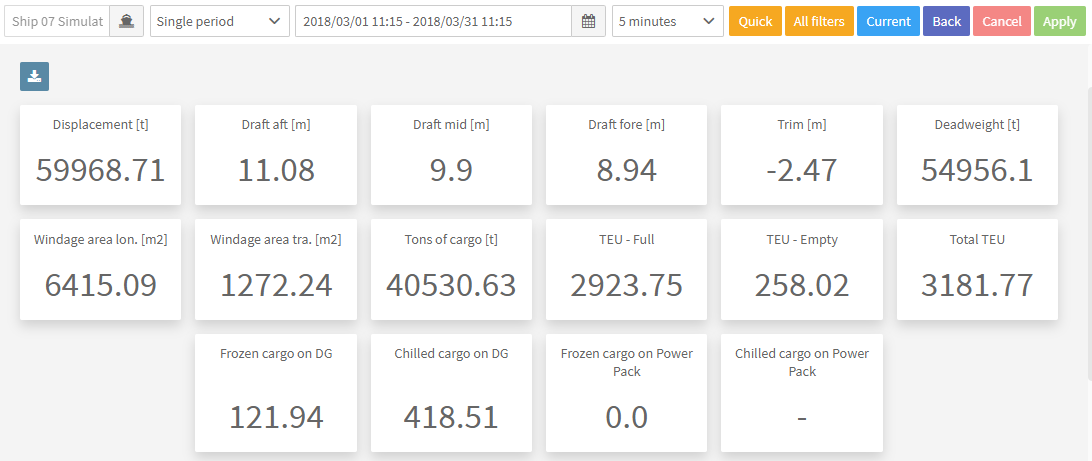 Ship 07 Simulat Single period 2018/03/01 11:15 - 2018/03/31 11:15 5 minutes Quick All filters Current Back Cancel Apply
Displacement [t] Draft aft [m] Draft mid [m] Draft fore [m] Trim [m] Deadweight [t]
59968.71 11.08 9.9 8.94 -2.47 54956.1
Windage area lon. [m2] Windage area tra. [m2] Tons of cargo [t] TEU - Full TEU - Empty Total TEU
6415.09 1272.24 40530.63 2923.75 258.02 3181.77
Frozen cargo on DG Chilled cargo on DG Frozen cargo on Power Chilled cargo on Power
Pack Pack
121.94 418.51 0.0 -